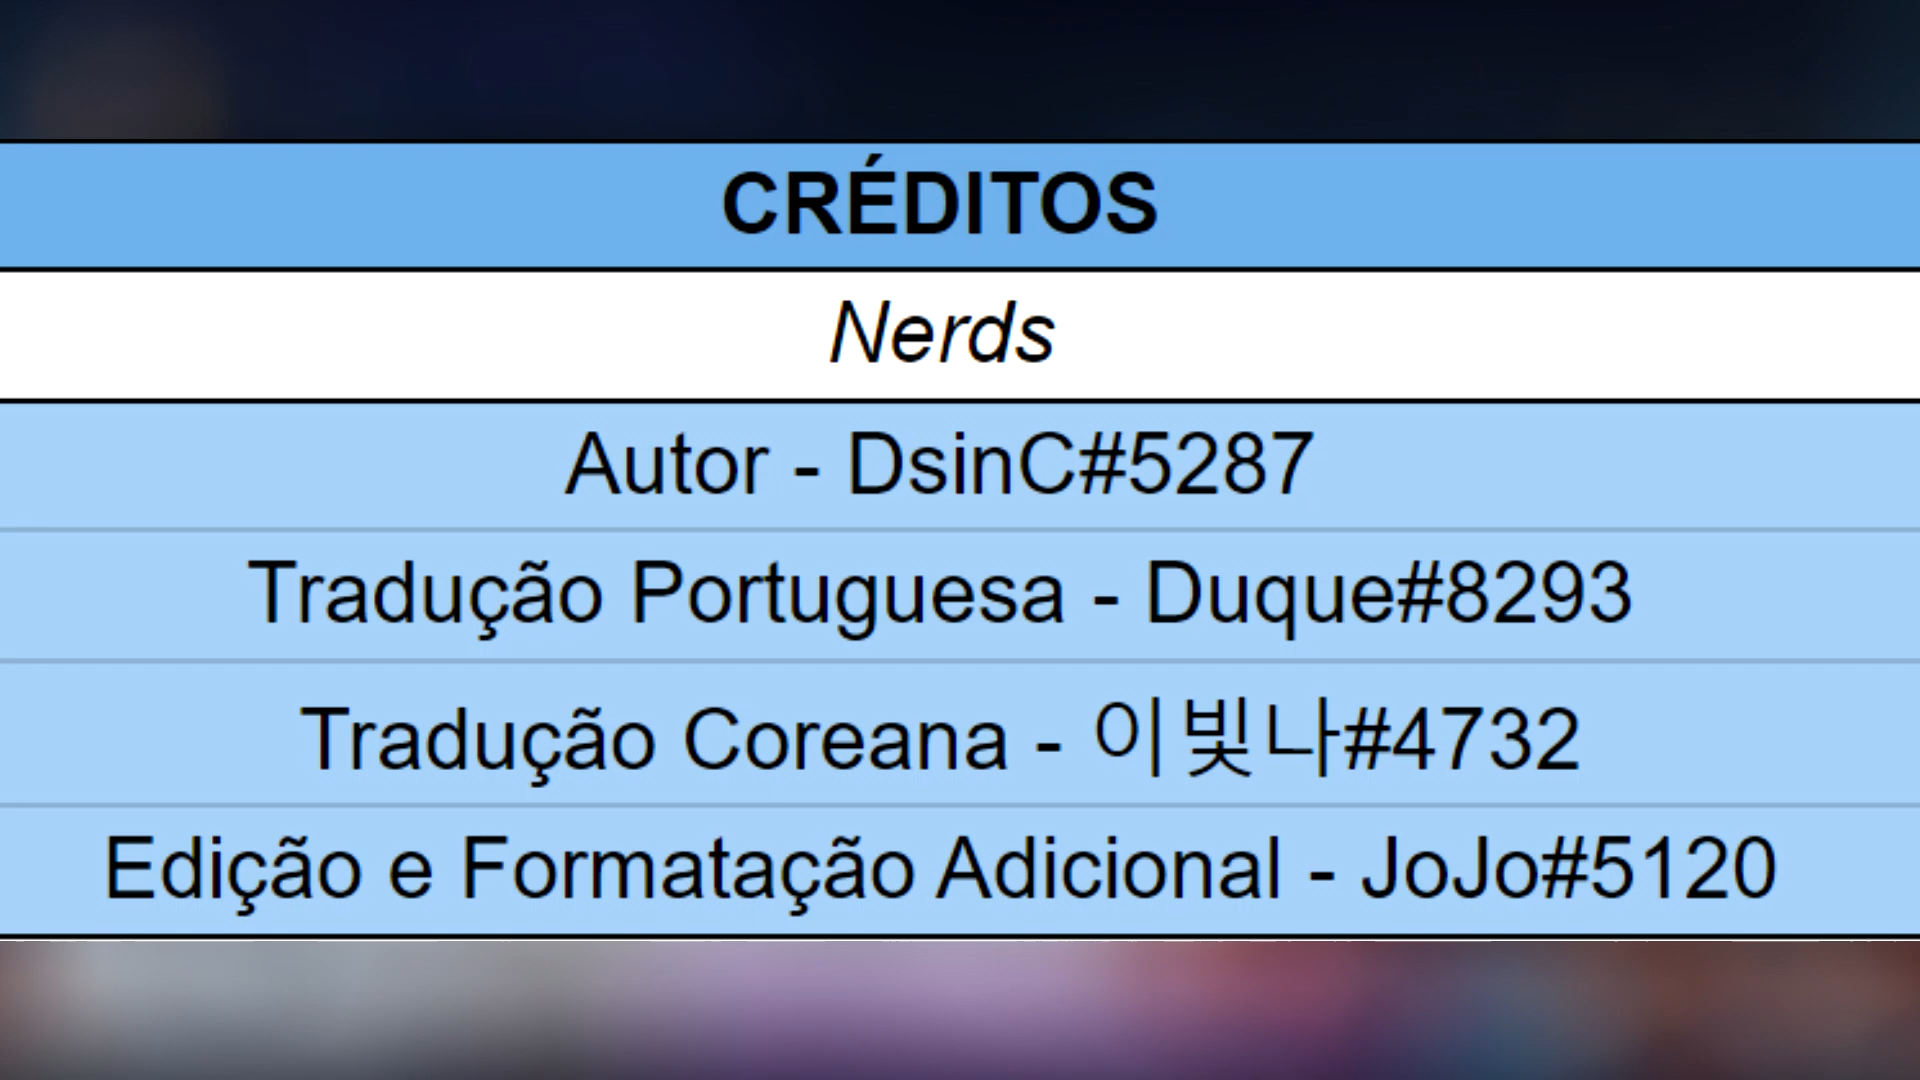 CRÉDITOS
Nerds
Autor - DsinC#5287
Tradução Portuguesa - Duque#8293
Tradução Coreana - 이빛나#4732
Edição e Formatação Adicional - JoJo#5120